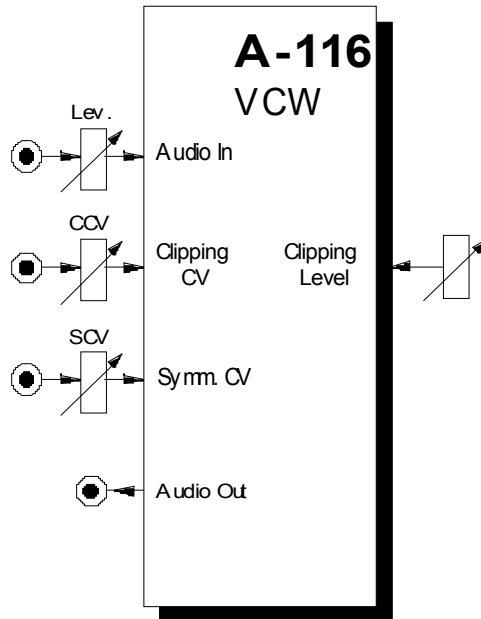 A-116
VCW
Lev.
Audio In
CCV
Clipping
CV
Clipping
Level
SCV
Symm. CV
Audio Out